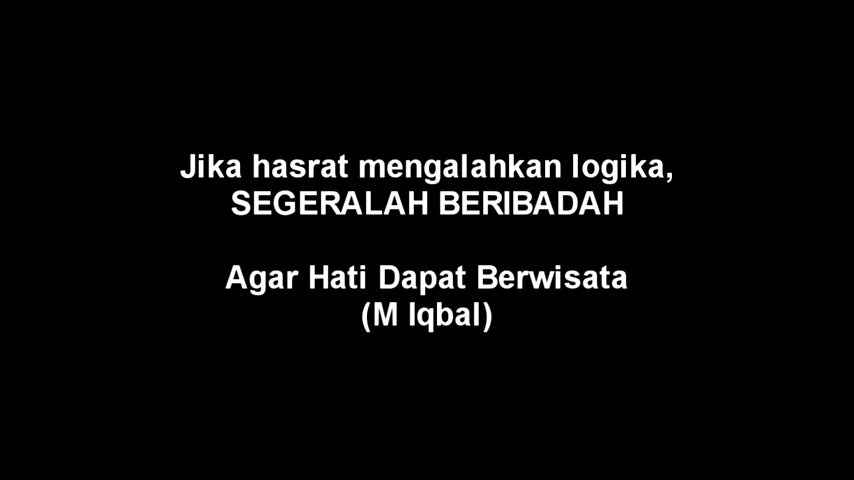 Jika hasrat mengalahkan logika,
SEGERALAH BERIBADAH
Agar Hati Dapat Berwisata
(M Iqbal)